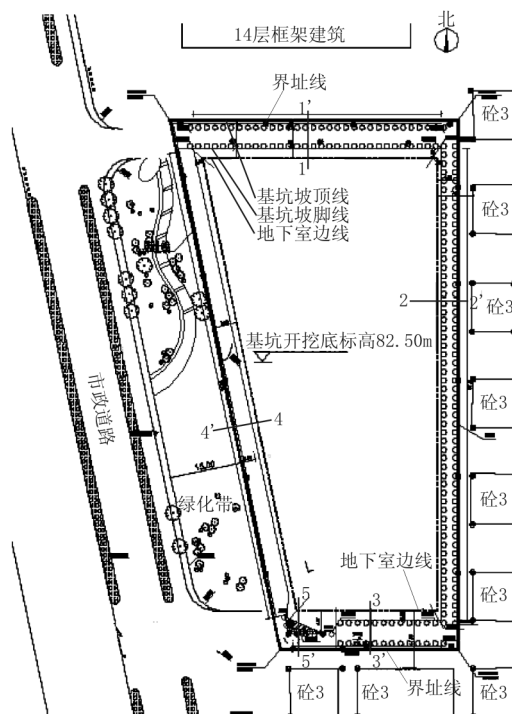 北
14层框架建筑
界址线
1'
砼3
1
基坑坡顶线
基坑坡脚线
地下室边线
砼3
2
2'
砼3
基坑开挖底标高82.50m
市政道路
砼3
4'
4
15.00
绿化带
砼3
地下室边线
砼3
5
3
5'
3'
界址线
砼3
砼3
砼3